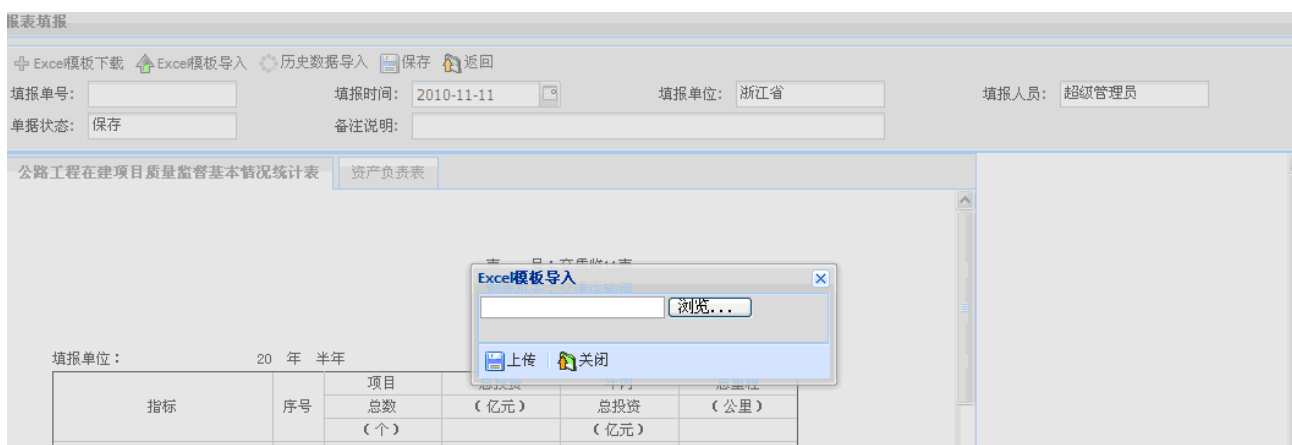 报表填报
Excel模板下载 Excel模板导入 历史数据导入 保存 返回
填报单号: 填报时间: 2010-11-11 填报单位: 浙江省 填报人员: 超级管理员
单据状态: 保存 备注说明:
公路工程在建项目质量监督基本情况统计表 资产负责表
Excel模板导入
浏览...
上传 关闭
填报单位: 20 年 半年
项目
指标 序号 总数 (亿元) 总投资 (公里)
(个) (亿元)